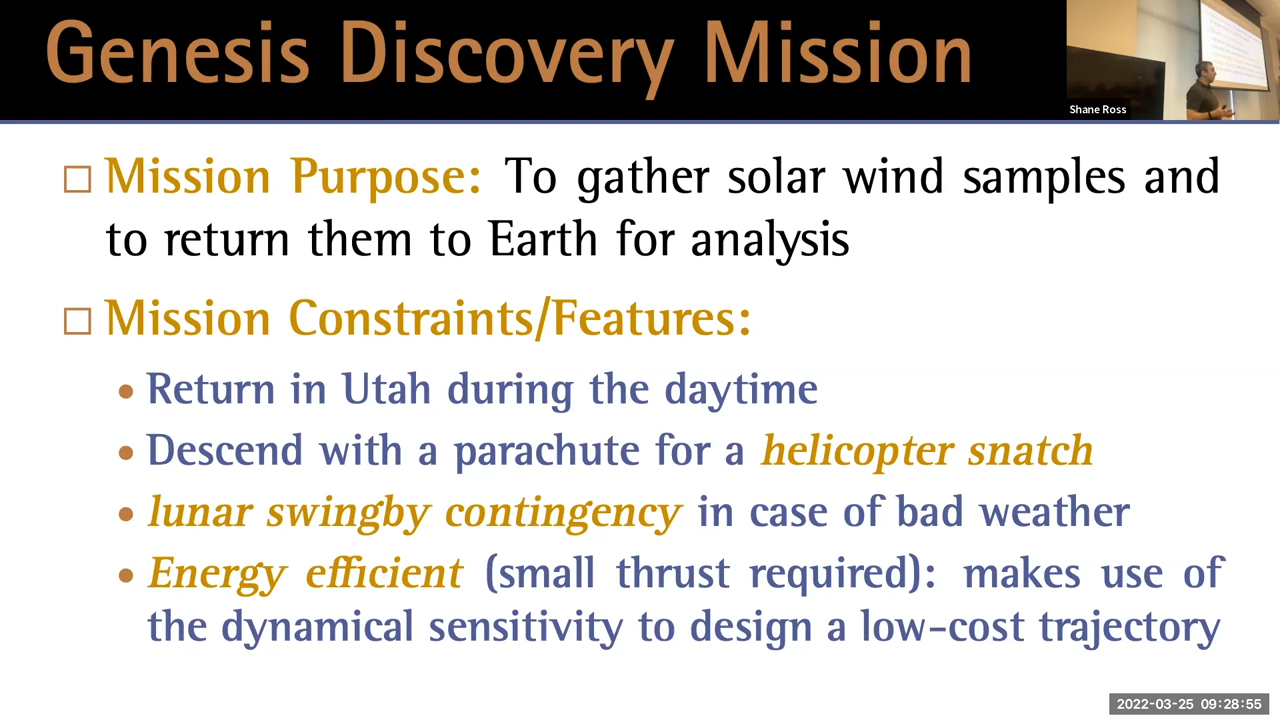 Genesis Discovery Mission
Shane Ross
Mission Purpose: To gather solar wind samples and
to return them to Earth for analysis
Mission Constraints/Features:
• Return in Utah during the daytime
• Descend with a parachute for a helicopter snatch
• lunar swingby contingency in case of bad weather
• Energy efficient (small thrust required): makes use of
the dynamical sensitivity to design a low-cost trajectory
2022-03-25 09:28:55